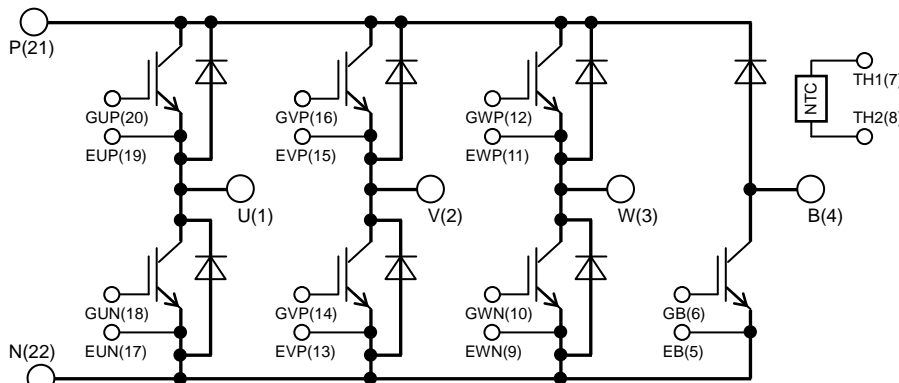 P(21)
GUP(20)
EUP(19)
GVP(16)
EVP(15)
GWP(12)
EWP(11)
NTC
TH1(7)
TH2(8)
U(1)
V(2)
W(3)
B(4)
GUN(18)
EUN(17)
GVP(14)
EVP(13)
GWN(10)
EWN(9)
GB(6)
EB(5)
N(22)